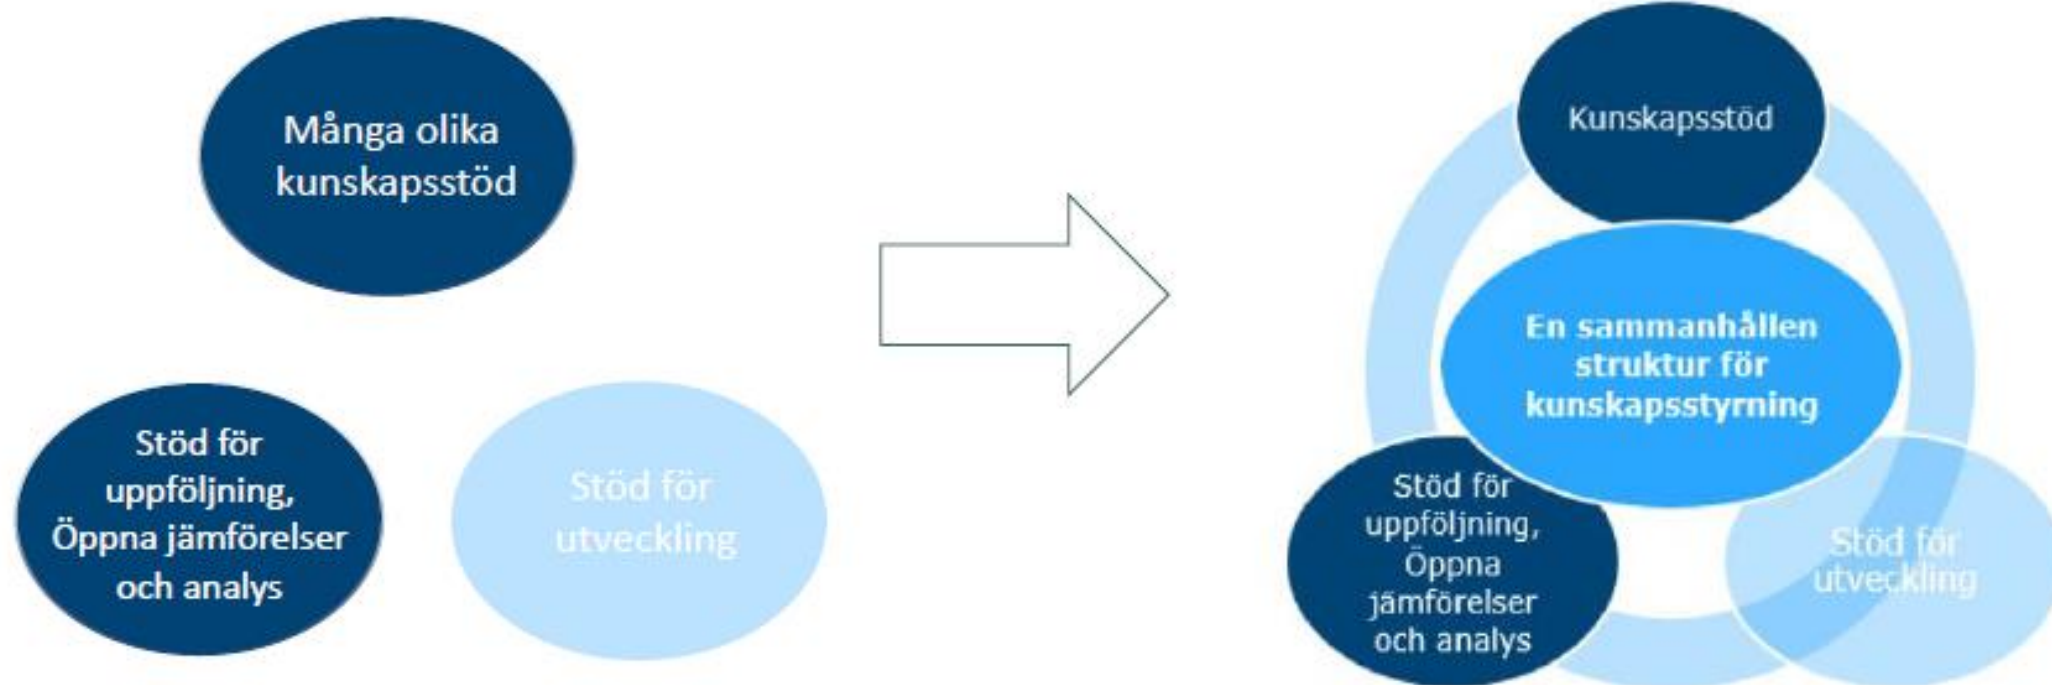 Många olika
kunskapsstöd
Stöd för
uppföljning,
Öppna jämförelser
och analys
Stöd för
utveckling
Kunskapsstöd
En sammanhållen
struktur för
kunskapsstyrning
Stöd för
uppföljning,
Öppna
jämförelser
och analys
Stöd för
utveckling